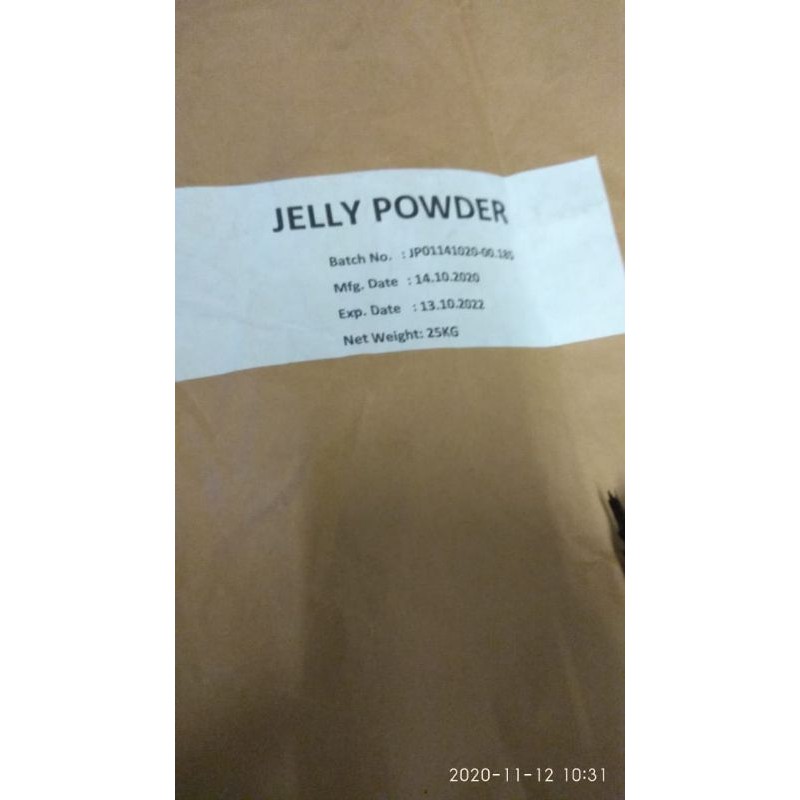 JELLY POWDER
Batch No. : JP01141020-00.185
Mfg. Date : 14.10.2020
Exp. Date : 13.10.2022
Net Weight: 25KG
2020-11-12 10:31